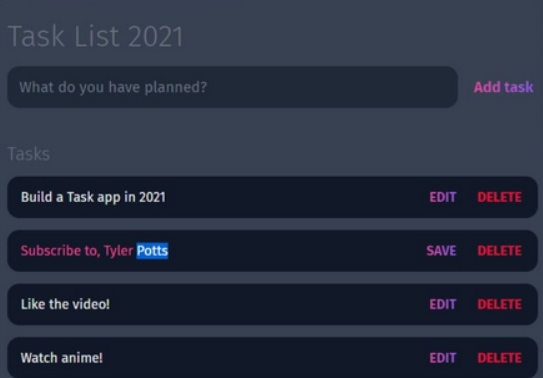 Task List 2021
What do you have planned? Add task
Tasks
Build a Task app in 2021 EDIT DELETE
Subscribe to, Tyler Potts SAVE DELETE
Like the video! EDIT DELETE
Watch anime! EDIT DELETE